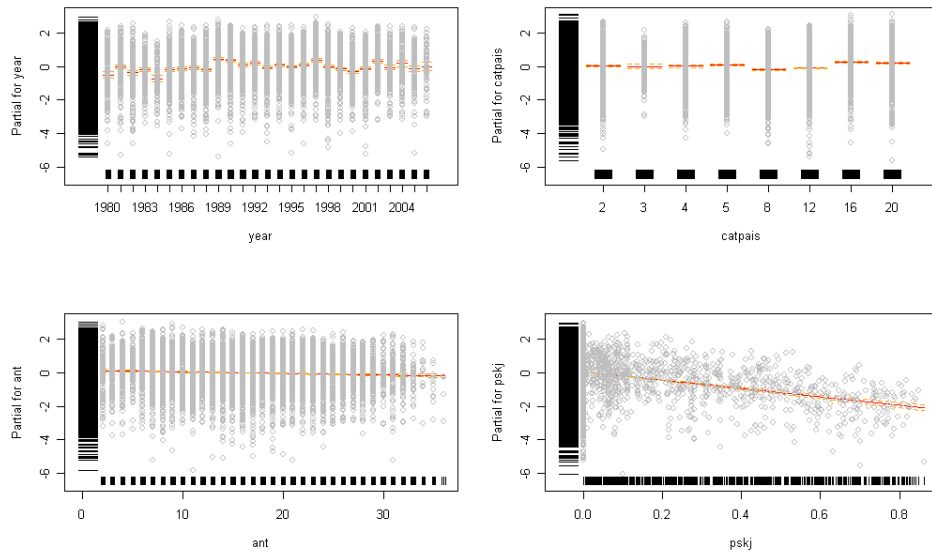 Partial for year
2
0
-2
-4
-6
1980 1983 1986 1989 1992 1995 1998 2001 2004
year
Partial for catpais
2
0
-2
-4
-6
2 3 4 5 8 12 16 20
catpais
Partial for ant
2
0
-2
-4
-6
0 10 20 30
ant
Partial for pskj
2
0
-2
-4
-6
0.0 0.2 0.4 0.6 0.8
pskj